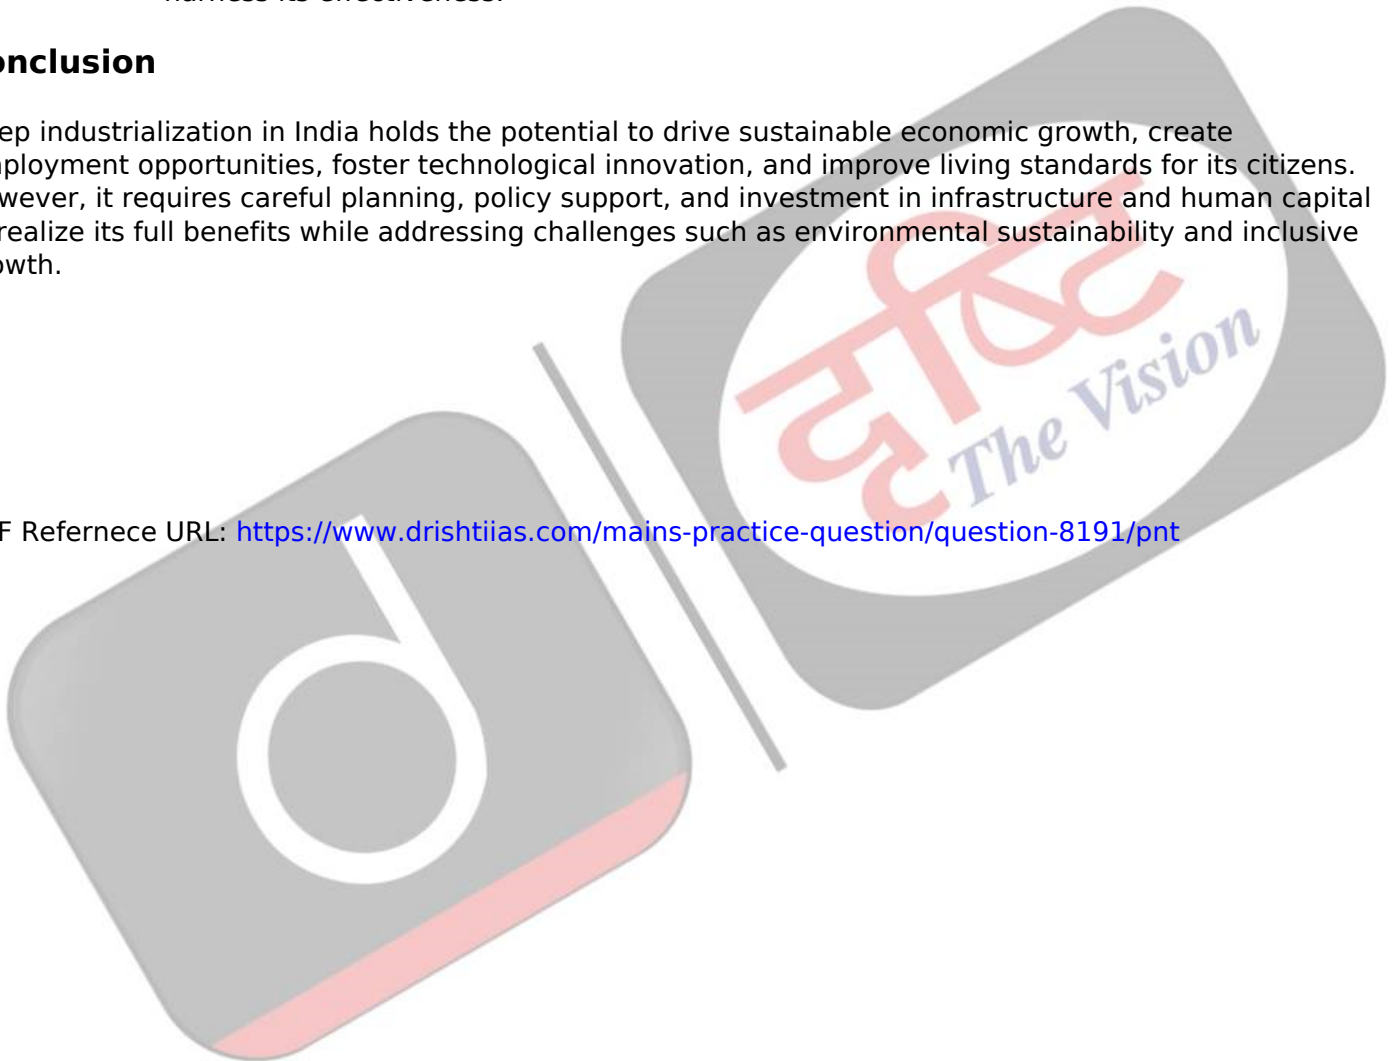 harness its effectiveness.
onclusion
ep industrialization in India holds the potential to drive sustainable economic growth, create
ployment opportunities, foster technological innovation, and improve living standards for its citizens.
wever, it requires careful planning, policy support, and investment in infrastructure and human capital
realize its full benefits while addressing challenges such as environmental sustainability and inclusive
owth.
दृष्टि
The Vision
F Refernece URL: https://www.drishtiias.com/mains-practice-question/question-8191/pnt
d